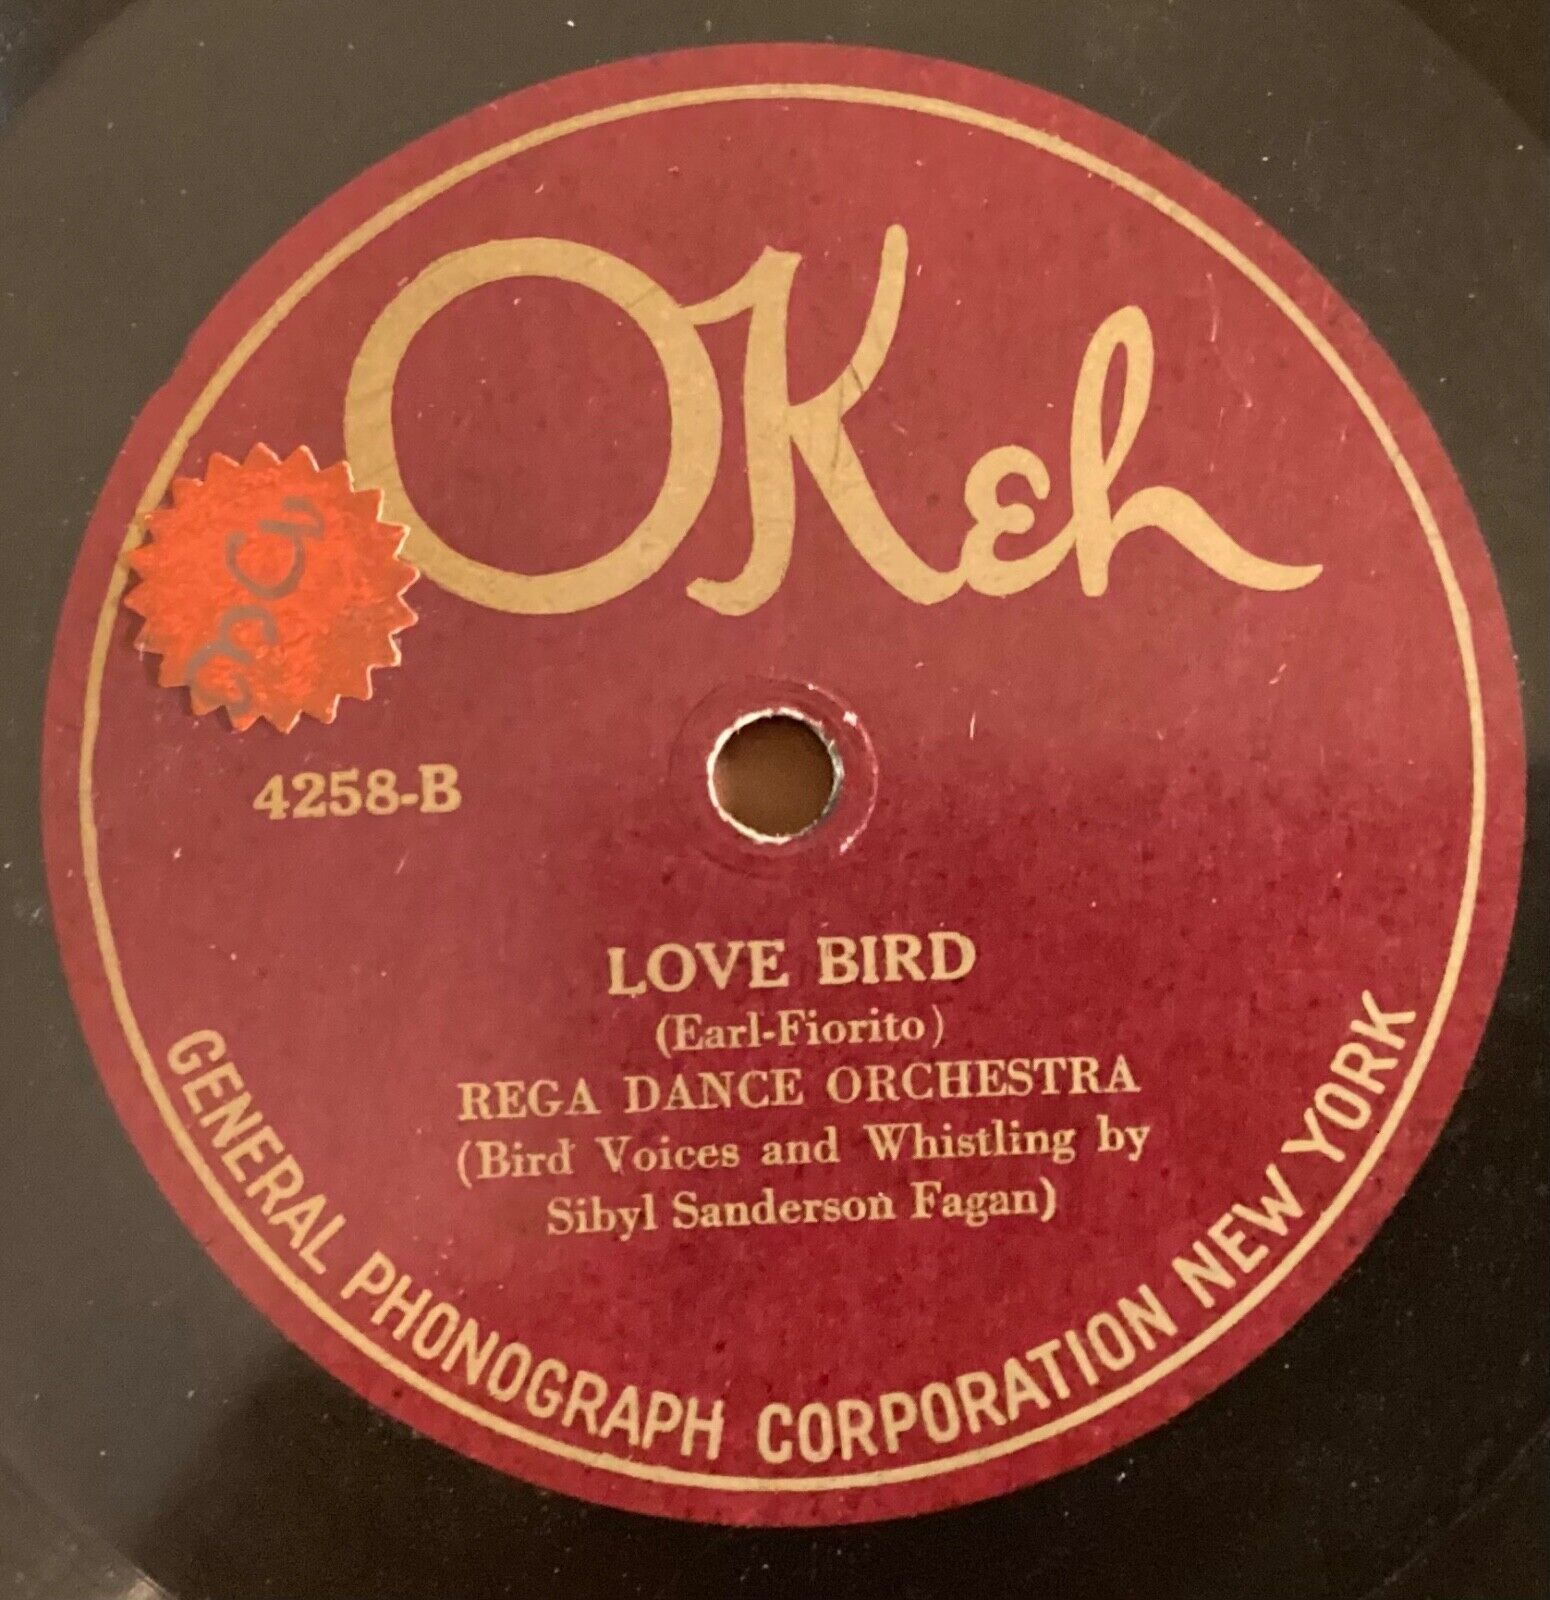 OKeh
4258-B
LOVE BIRD
(Earl-Fiorito)
REGA DANCE ORCHESTRA
(Bird Voices and Whistling by
Sibyl Sanderson Fagan)
GENERAL PHONOGRAPH CORPORATION NEW YORK